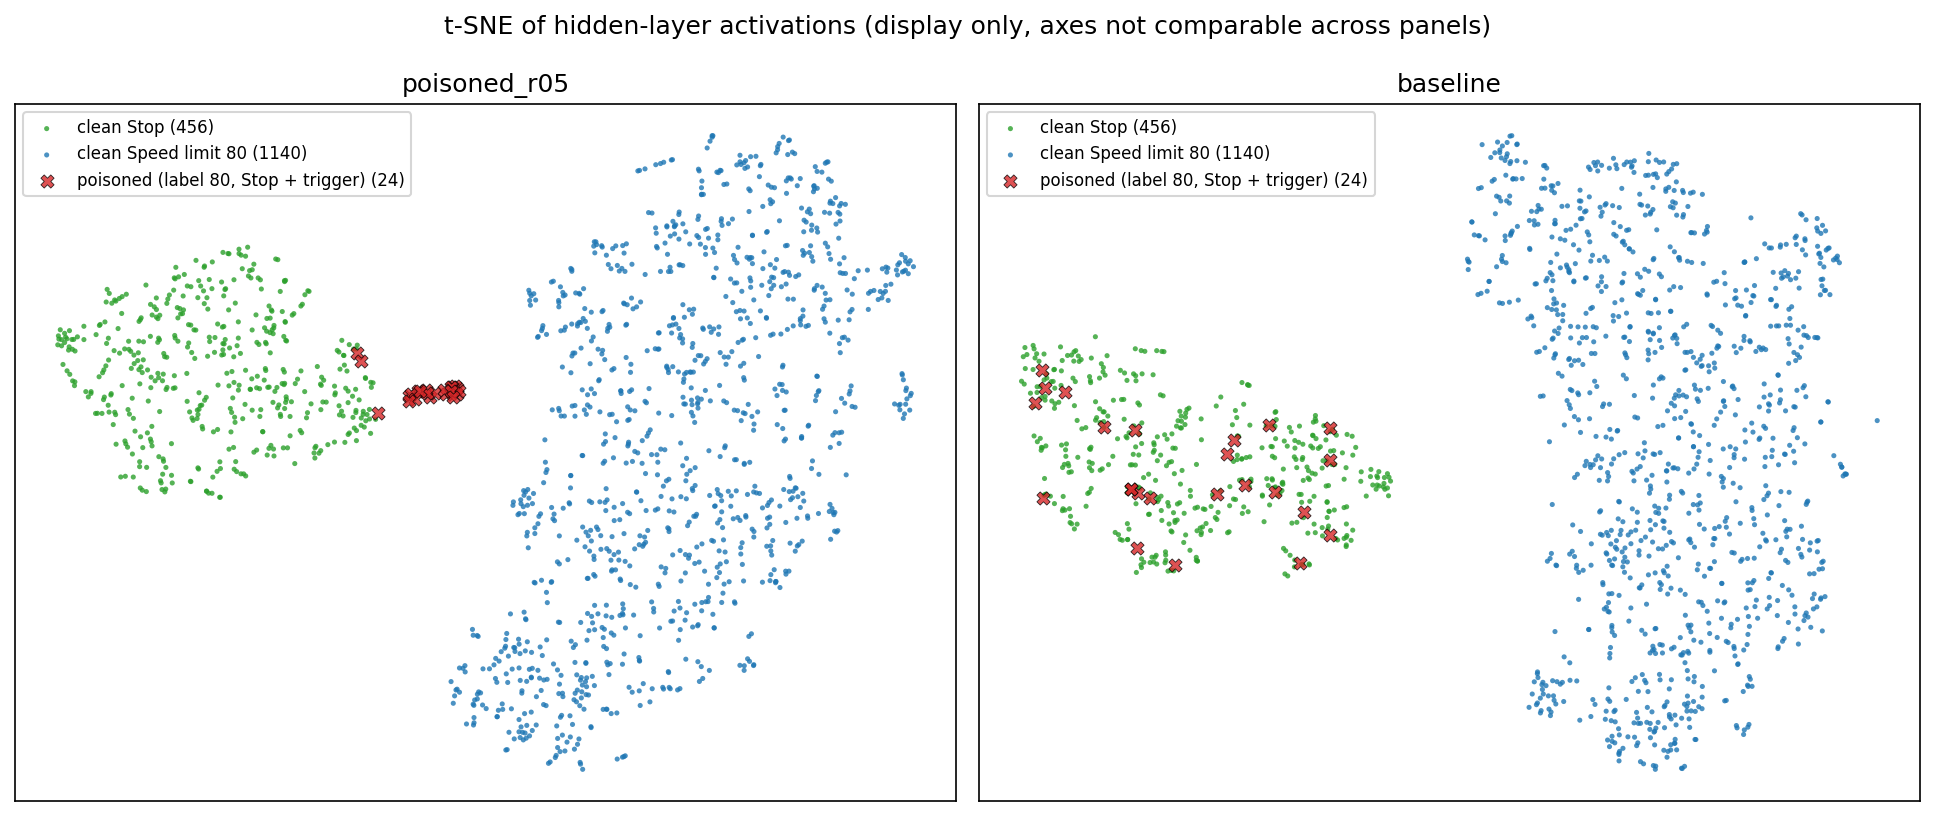 t-SNE of hidden-layer activations (display only, axes not comparable across panels)
poisoned_r05
clean Stop (456)
clean Speed limit 80 (1140)
poisoned (label 80, Stop + trigger) (24)
baseline
clean Stop (456)
clean Speed limit 80 (1140)
poisoned (label 80, Stop + trigger) (24)